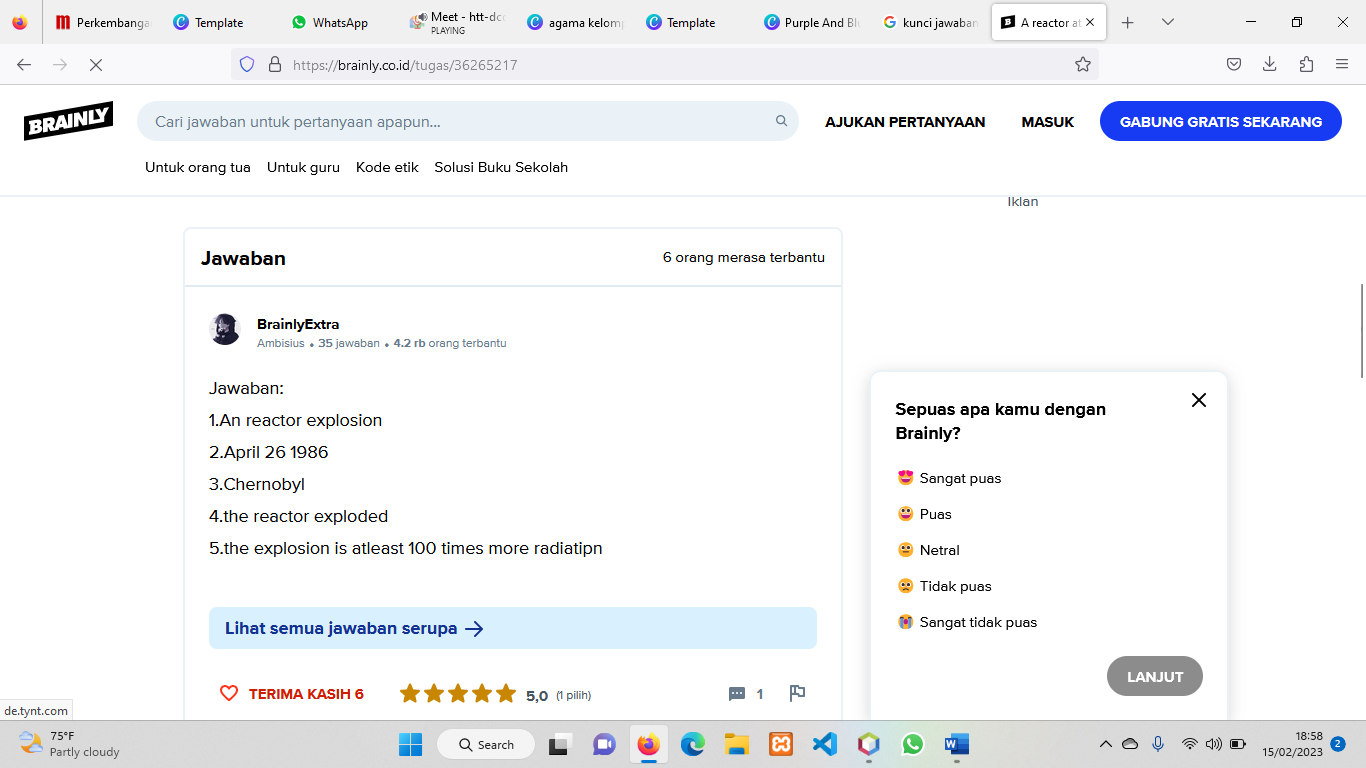 Perkembangan
Template
WhatsApp
Meet - htt-dcc
PLAYING
agama kelom
Template
Purple And Bl
kunci jawaban
A reactor at
https://brainly.co.id/tugas/36265217
BRAINLY
Cari jawaban untuk pertanyaan apapun...
AJUKAN PERTANYAAN
MASUK
GABUNG GRATIS SEKARANG
Untuk orang tua
Untuk guru
Kode etik
Solusi Buku Sekolah
Iklan
Jawaban
6 orang merasa terbantu
BrainlyExtra
Ambisius • 35 jawaban • 4.2 rb orang terbantu
Jawaban:
1.An reactor explosion
2.April 26 1986
3.Chernobyl
4.the reactor exploded
5.the explosion is atleast 100 times more radiatipn
Lihat semua jawaban serupa
TERIMA KASIH 6
5,0 (1 pilih)
1
Sepuas apa kamu dengan
Brainly?
Sangat puas
Puas
Netral
Tidak puas
Sangat tidak puas
LANJUT
de.tynt.com
75°F
Partly cloudy
Search
18:58
15/02/2023
2